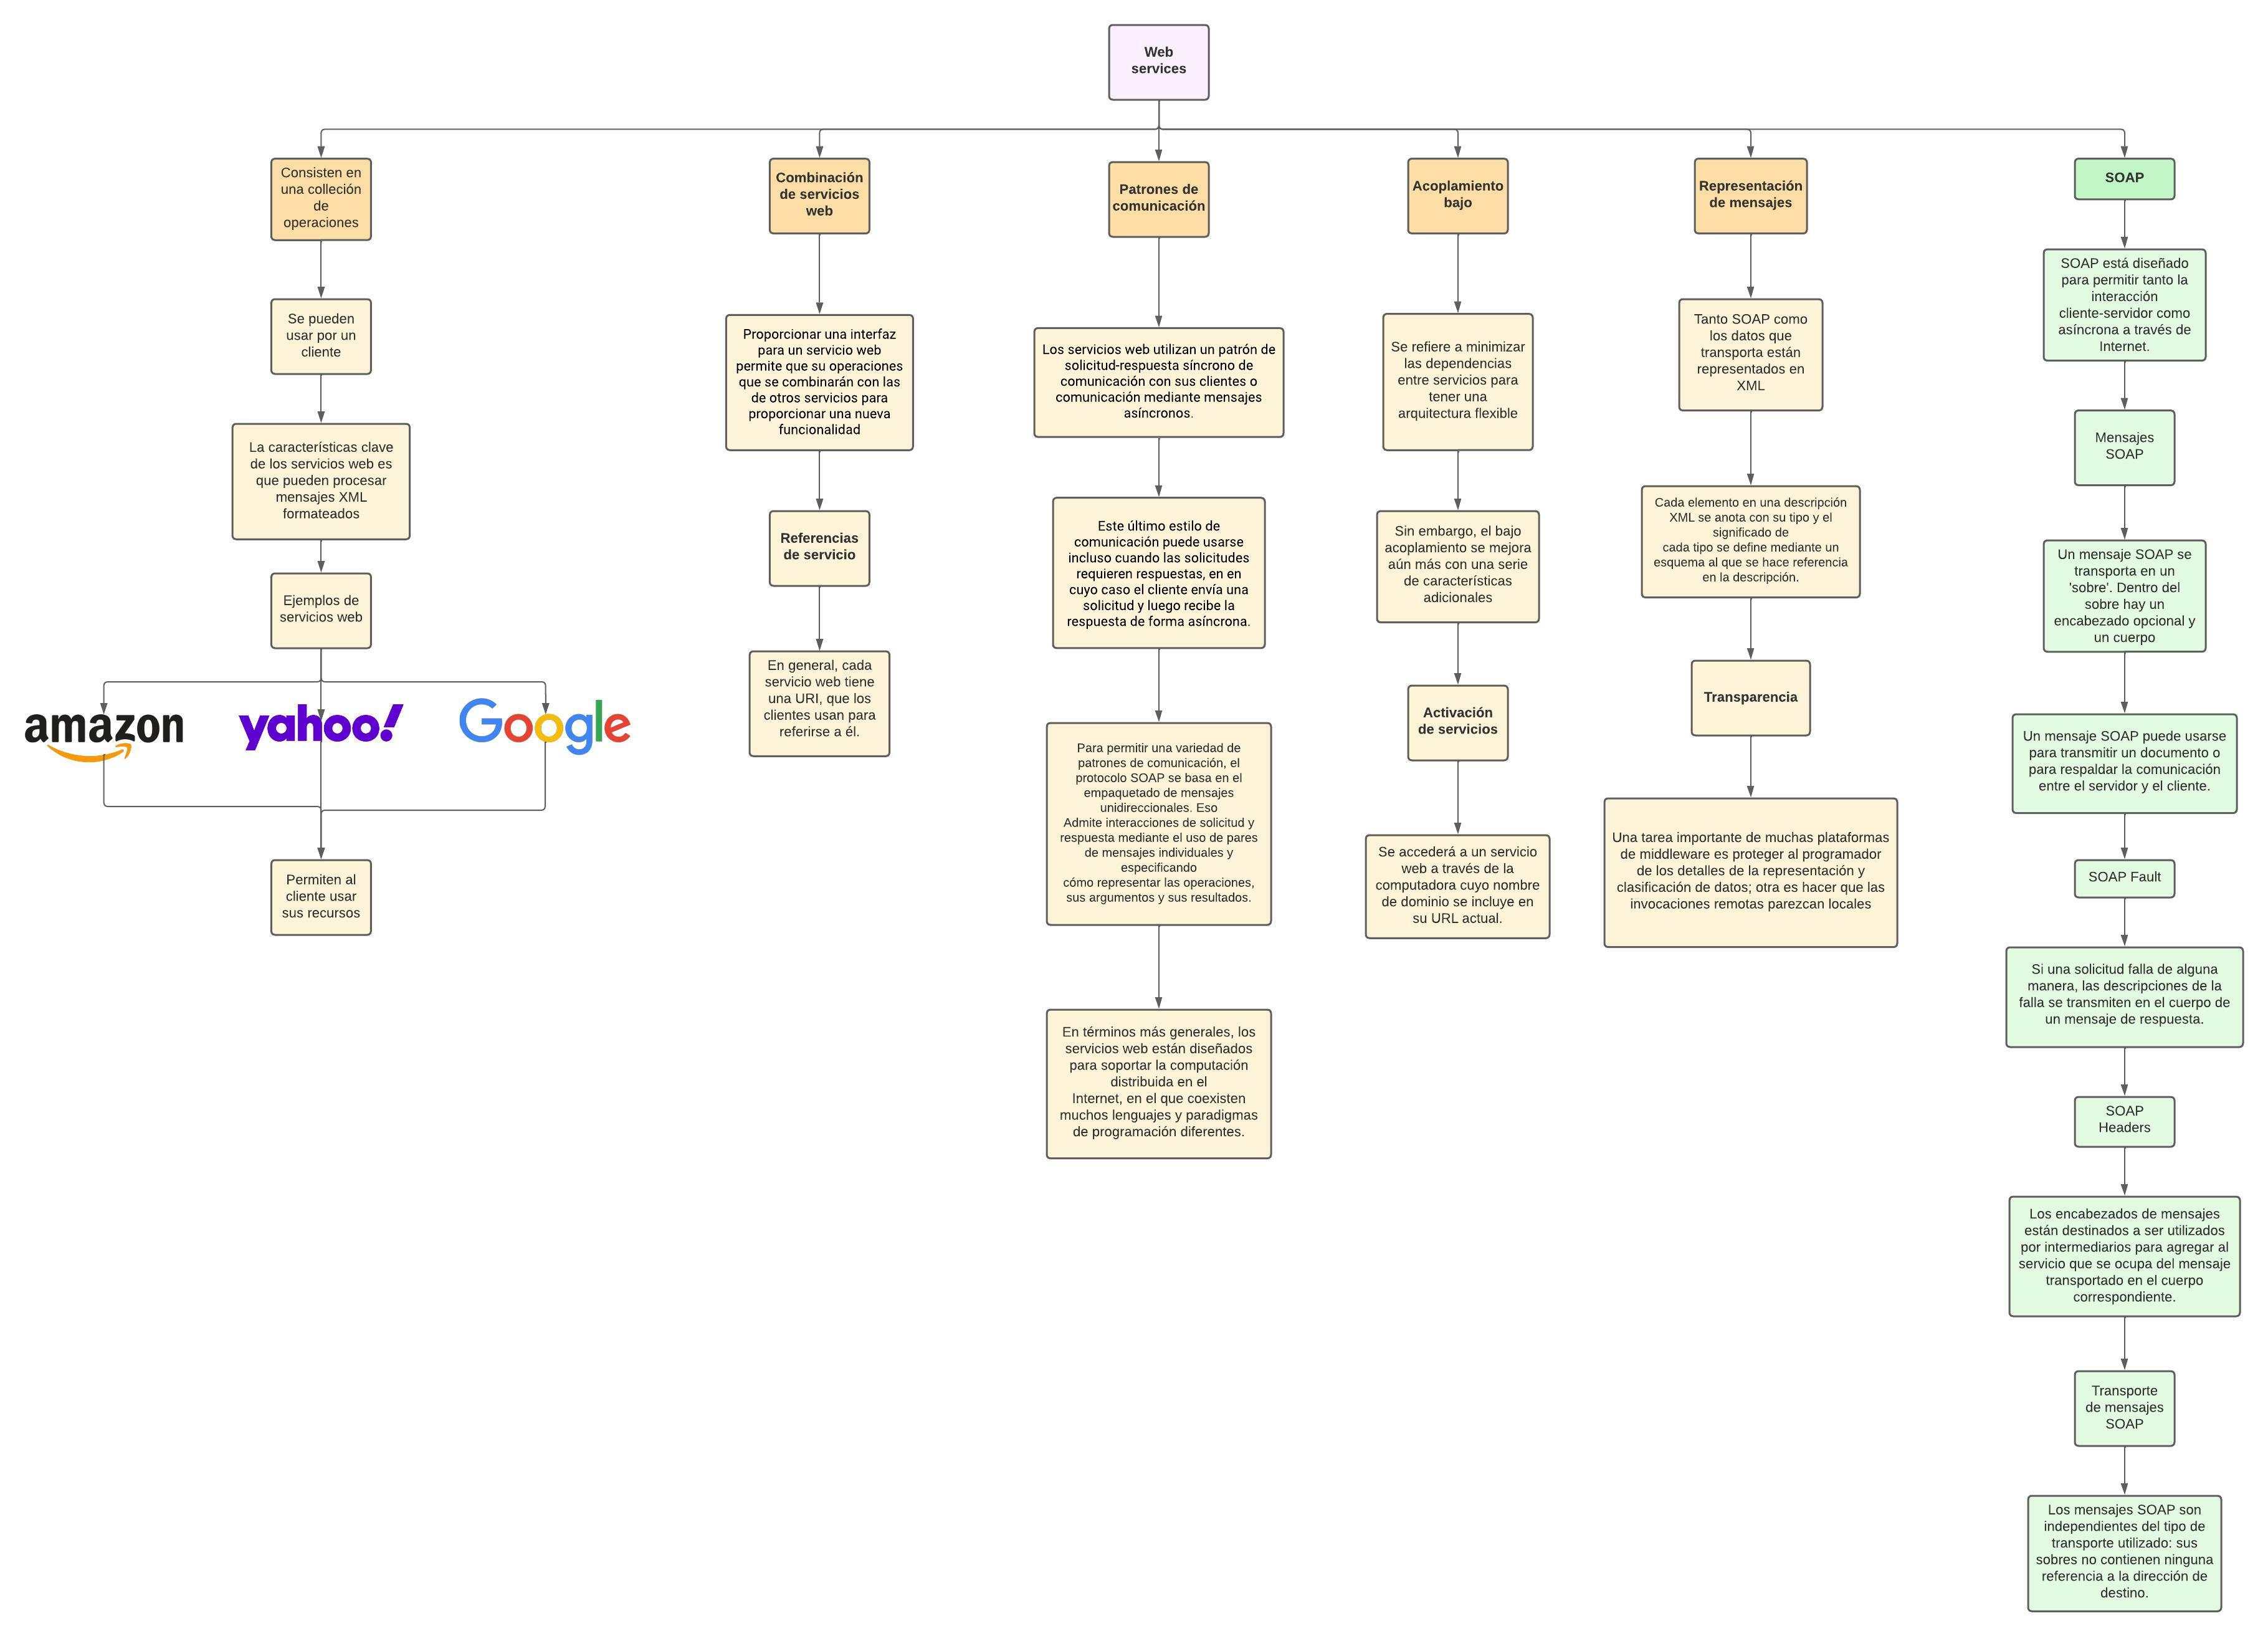 Web
services
Consisten en
una colleción
de
operaciones
Se pueden
usar por un
cliente
La características clave
de los servicios web es
que pueden procesar
mensajes XML
formateados
Ejemplos de
servicios web
amazon
yahoo!
Google
Permiten al
cliente usar
sus recursos
Combinación
de servicios
web
Proporcionar una interfaz
para un servicio web
permite que su operaciones
que se combinarán con las
de otros servicios para
proporcionar una nueva
funcionalidad
Referencias
de servicio
En general, cada
servicio web tiene
una URI, que los
clientes usan para
referirse a él.
Patrones de
comunicación
Los servicios web utilizan un patrón de
solicitud-respuesta síncrono de
comunicación con sus clientes o
comunicación mediante mensajes
asíncronos.
Este último estilo de
comunicación puede usarse
incluso cuando las solicitudes
requieren respuestas, en en
cuyo caso el cliente envía una
solicitud y luego recibe la
respuesta de forma asíncrona.
Para permitir una variedad de
patrones de comunicación, el
protocolo SOAP se basa en el
empaquetado de mensajes
unidireccionales. Eso
Admite interacciones de solicitud y
respuesta mediante el uso de pares
de mensajes individuales y
especificando
cómo representar las operaciones,
sus argumentos y sus resultados.
En términos más generales, los
servicios web están diseñados
para soportar la computación
distribuida en el
Internet, en el que coexisten
muchos lenguajes y paradigmas
de programación diferentes.
Acoplamiento
bajo
Se refiere a minimizar
las dependencias
entre servicios para
tener una
arquitectura flexible
Sin embargo, el bajo
acoplamiento se mejora
aún más con una serie
de características
adicionales
Activación
de servicios
Se accederá a un servicio
web a través de la
computadora cuyo nombre
de dominio se incluye en
su URL actual.
Representación
de mensajes
Tanto SOAP como
los datos que
transporta están
representados en
XML
Cada elemento en una descripción
XML se anota con su tipo y el
significado de
cada tipo se define mediante un
esquema al que se hace referencia
en la descripción.
Transparencia
Una tarea importante de muchas plataformas
de middleware es proteger al programador
de los detalles de la representación y
clasificación de datos; otra es hacer que las
invocaciones remotas parezcan locales
SOAP
SOAP está diseñado
para permitir tanto la
interacción
cliente-servidor como
asíncrona a través de
Internet.
Mensajes
SOAP
Un mensaje SOAP se
transporta en un
'sobre'. Dentro del
sobre hay un
encabezado opcional y
un cuerpo
Un mensaje SOAP puede usarse
para transmitir un documento o
para respaldar la comunicación
entre el servidor y el cliente.
SOAP Fault
Si una solicitud falla de alguna
manera, las descripciones de la
falla se transmiten en el cuerpo de
un mensaje de respuesta.
SOAP
Headers
Los encabezados de mensajes
están destinados a ser utilizados
por intermediarios para agregar al
servicio que se ocupa del mensaje
transportado en el cuerpo
correspondiente.
Transporte
de mensajes
SOAP
Los mensajes SOAP son
independientes del tipo de
transporte utilizado: sus
sobres no contienen ninguna
referencia a la dirección de
destino.